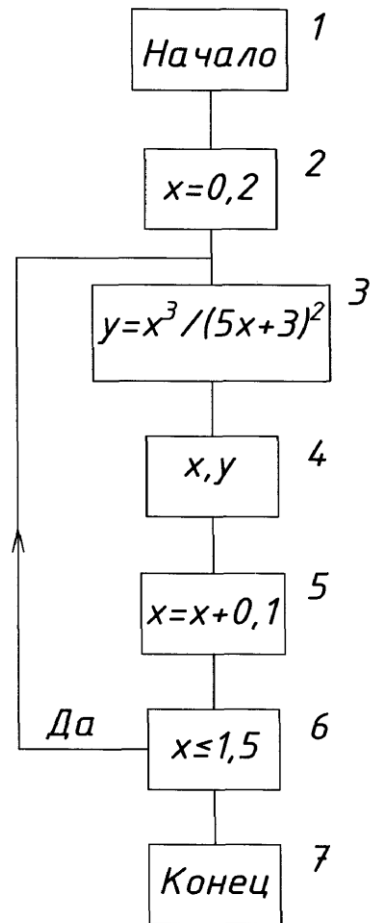 1
Начало
2
x=0,2
3
y=x³/(5x+3)²
4
x,y
5
x=x+0,1
6
Да
x≤1,5
7
Конец